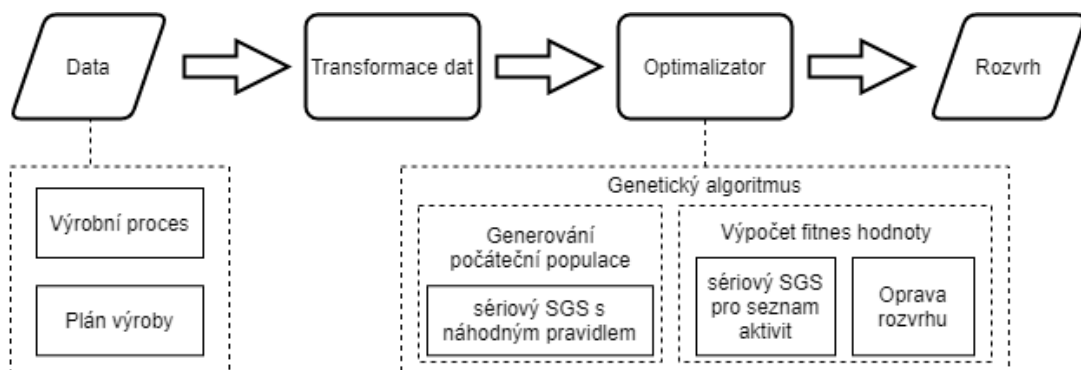 Data
Transformace dat
Optimalizator
Rozvrh
Výrobní proces
Plán výroby
Genetický algoritmus
Generování
počáteční populace
sériový SGS s
náhodným pravidlem
Výpočet fitnes hodnoty
sériový SGS
pro seznam
aktivit
Oprava
rozvrhu